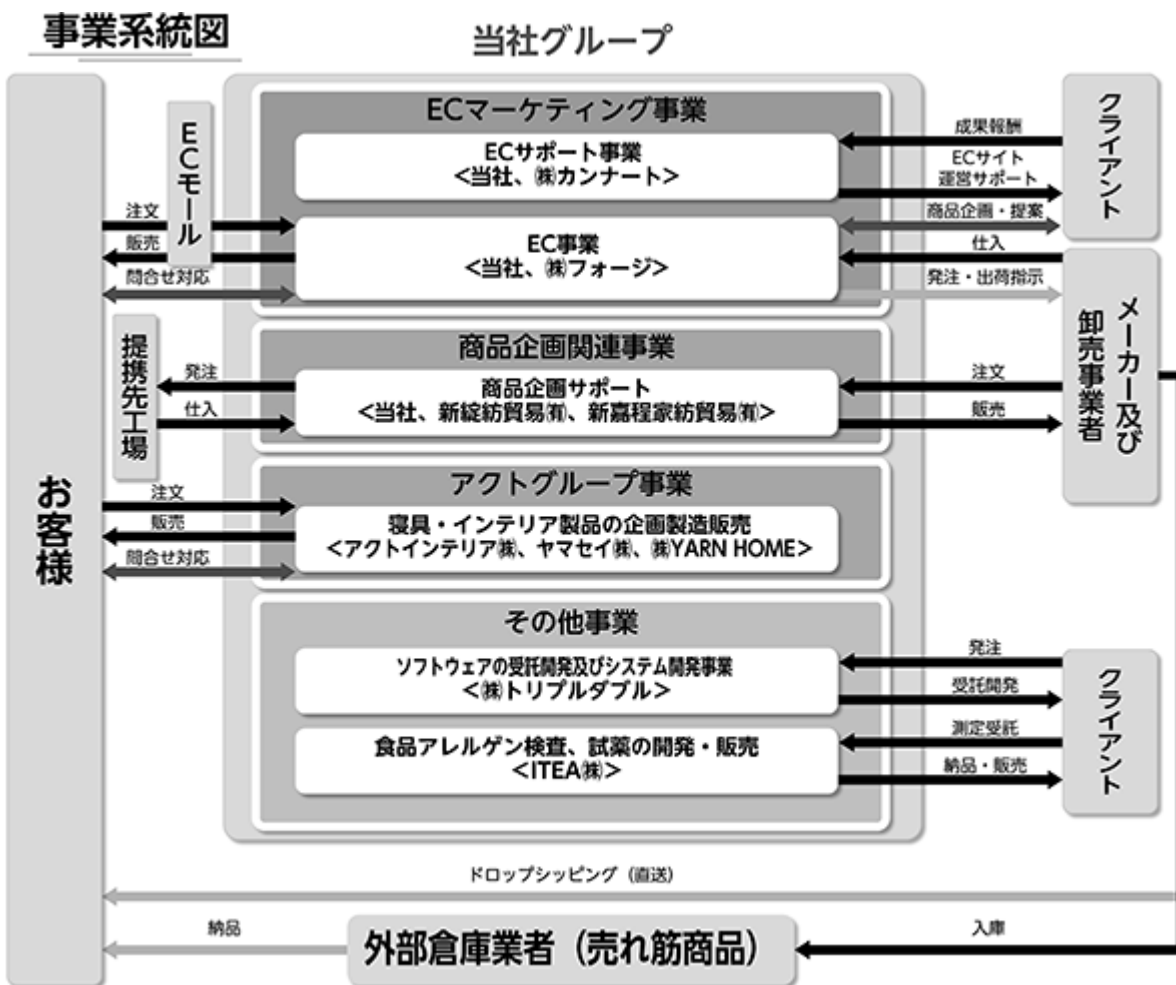 事業系統図
当社グループ
お客様
ECモール
注文
販売
問合せ対応
ECマーケティング事業
ECサポート事業
<当社、㈱カンナート>
EC事業
<当社、㈱フォージ>
成果報酬
ECサイト
運営サポート
商品企画・提案
仕入
発注・出荷指示
クライアント
メーカー及び
卸売事業者
提携先工場
発注
仕入
商品企画関連事業
商品企画サポート
<当社、新綻紡貿易㈲、新嘉程家紡貿易㈲>
注文
販売
注文
販売
問合せ対応
アクトグループ事業
寝具・インテリア製品の企画製造販売
<アクトインテリア㈱、ヤマセイ㈱、㈱YARN HOME>
その他事業
ソフトウェアの受託開発及びシステム開発事業
<㈱トリプルダブル>
食品アレルゲン検査、試薬の開発・販売
<ITEA㈱>
発注
受託開発
測定受託
納品・販売
クライアント
ドロップシッピング（直送）
納品
外部倉庫業者（売れ筋商品）
入庫